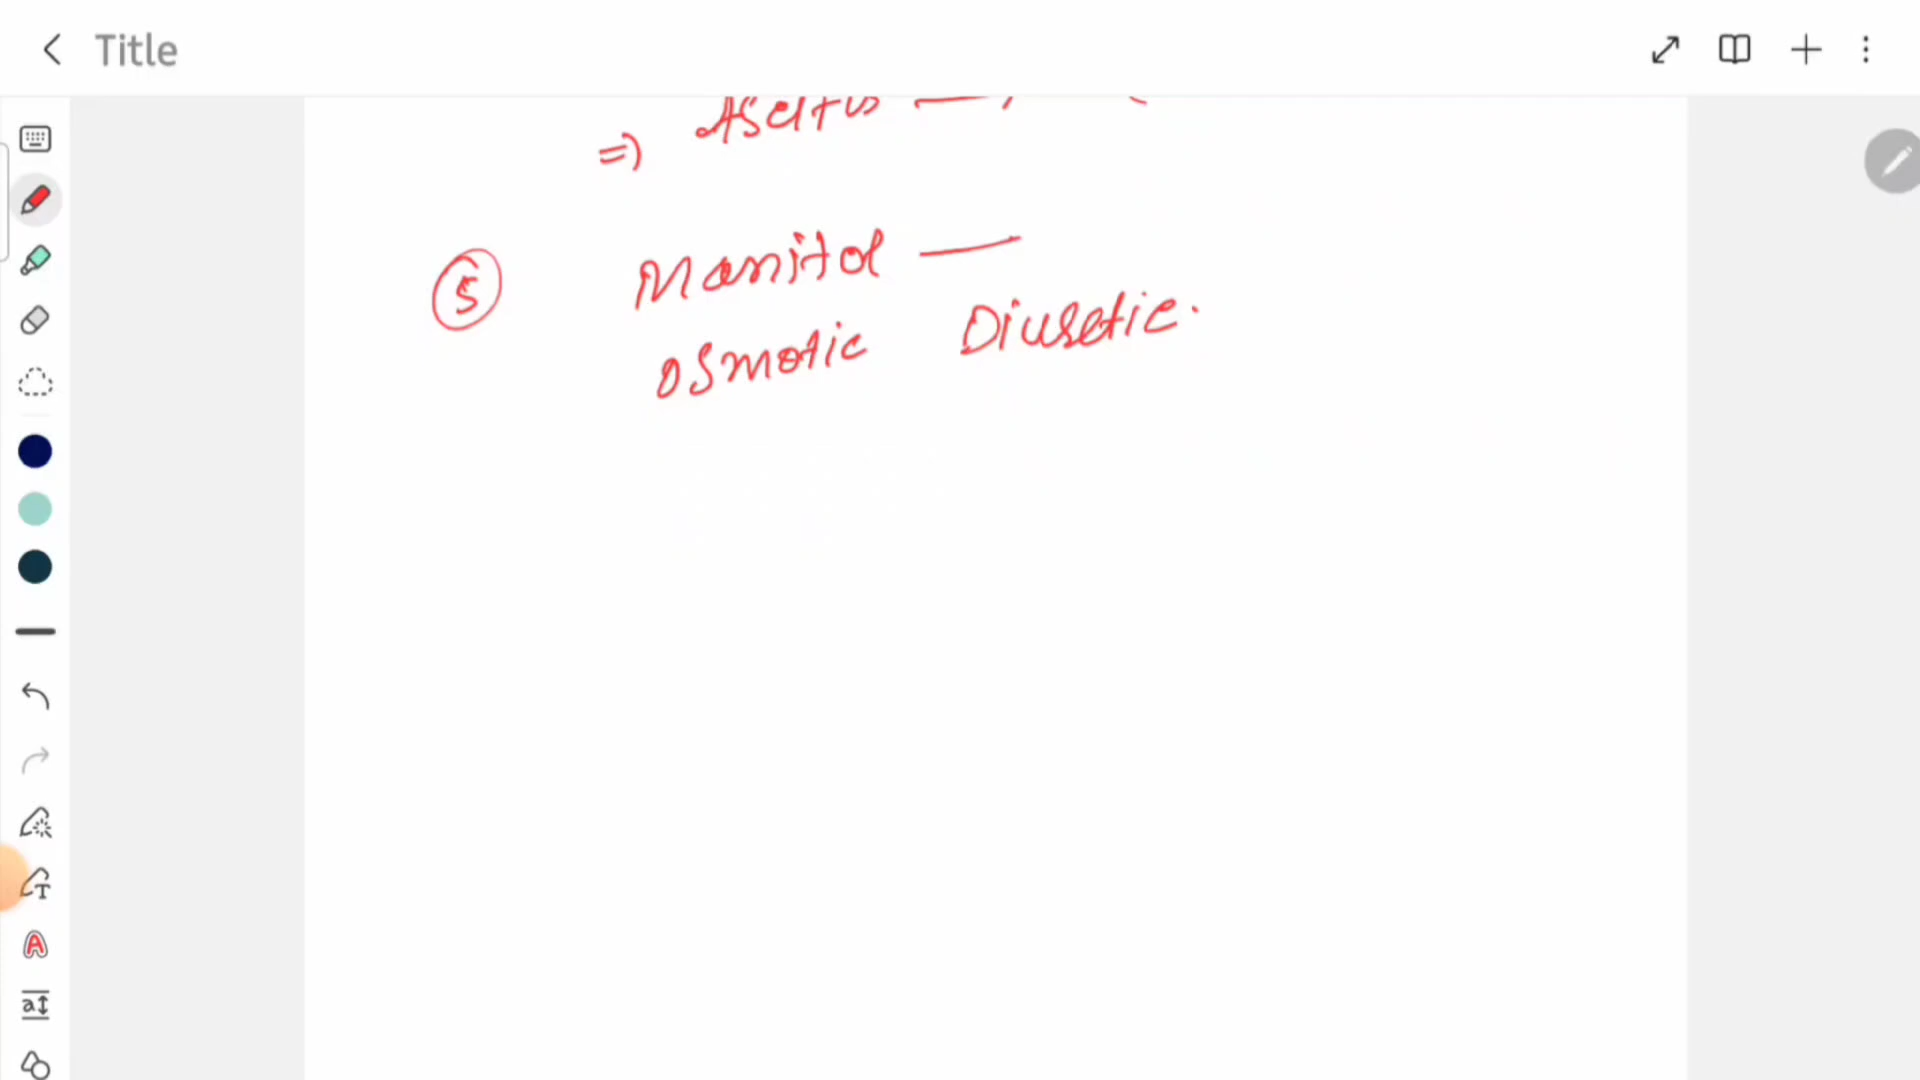 Title
=> Ascitis —
⑤ Manitol —
Osmotic Diuretic.
A